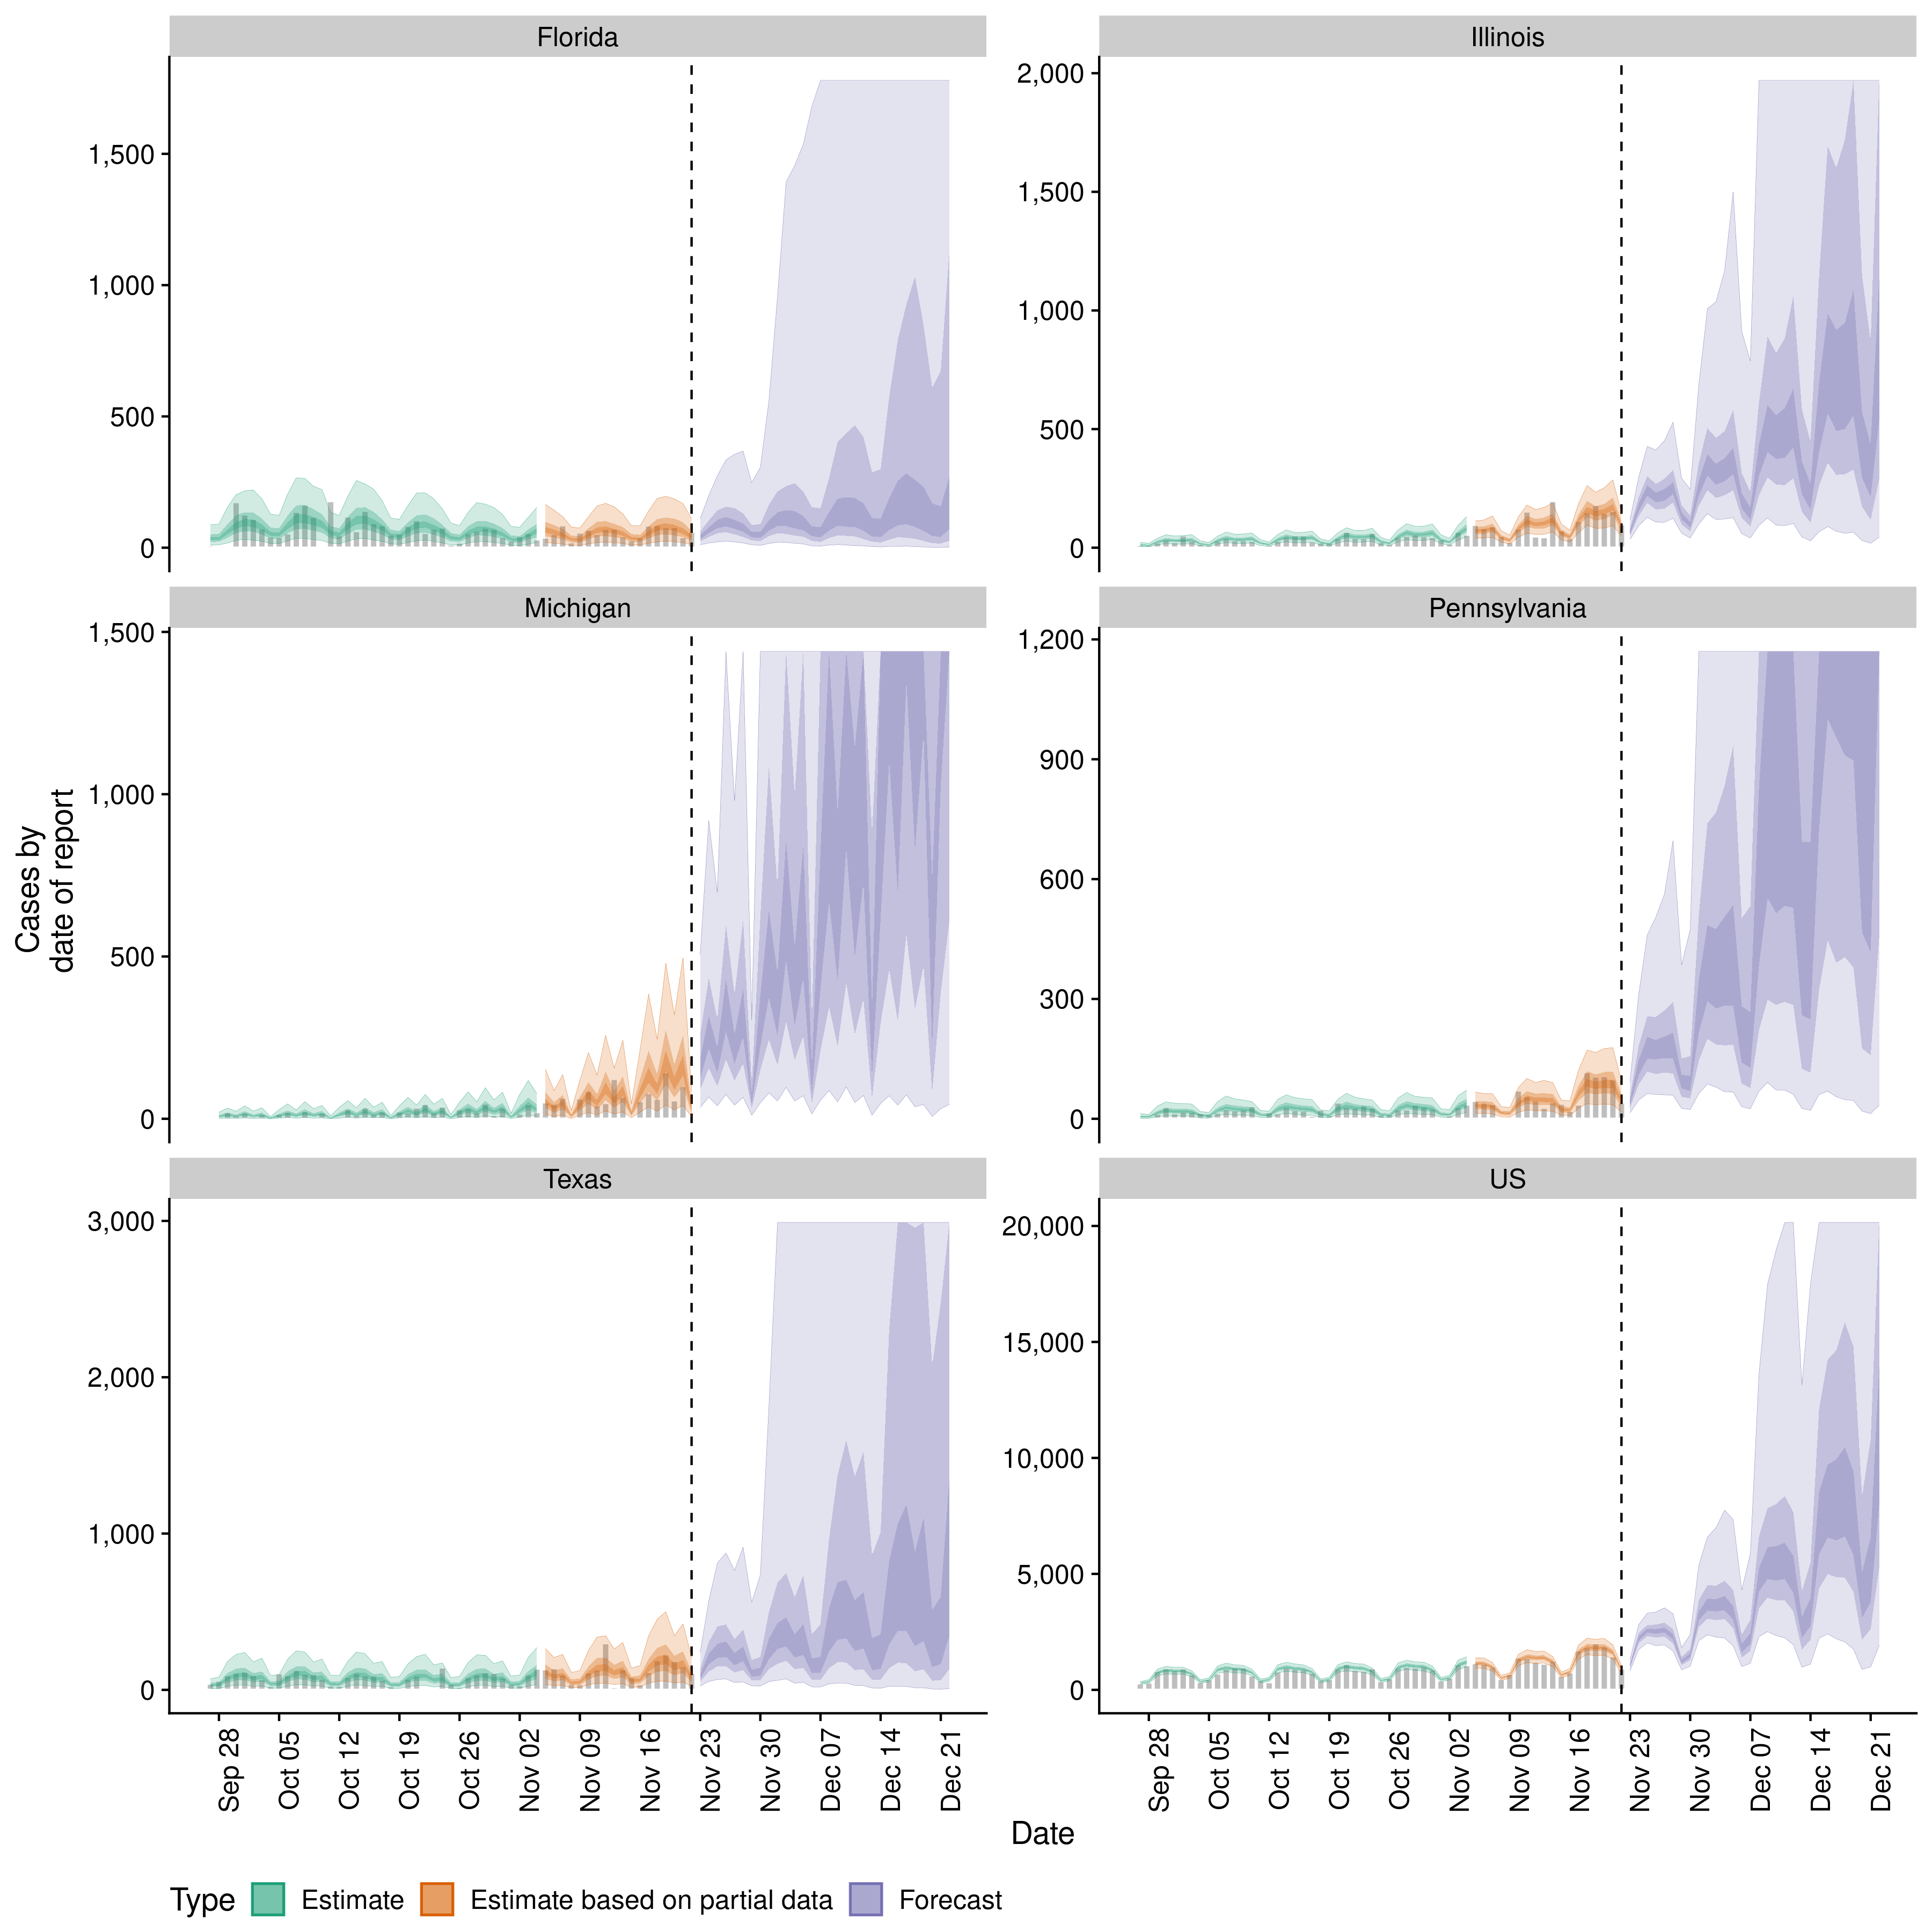 Florida
Illinois
1,500
1,000
500
0
2,000
1,500
1,000
500
0
Michigan
Pennsylvania
1,500
1,000
500
0
1,200
900
600
300
0
Texas
US
3,000
2,000
1,000
0
20,000
15,000
10,000
5,000
0
Cases by
date of report
Sep 28
Oct 05
Oct 12
Oct 19
Oct 26
Nov 02
Nov 09
Nov 16
Nov 23
Nov 30
Dec 07
Dec 14
Dec 21
Sep 28
Oct 05
Oct 12
Oct 19
Oct 26
Nov 02
Nov 09
Nov 16
Nov 23
Nov 30
Dec 07
Dec 14
Dec 21
Date
Type Estimate Estimate based on partial data Forecast